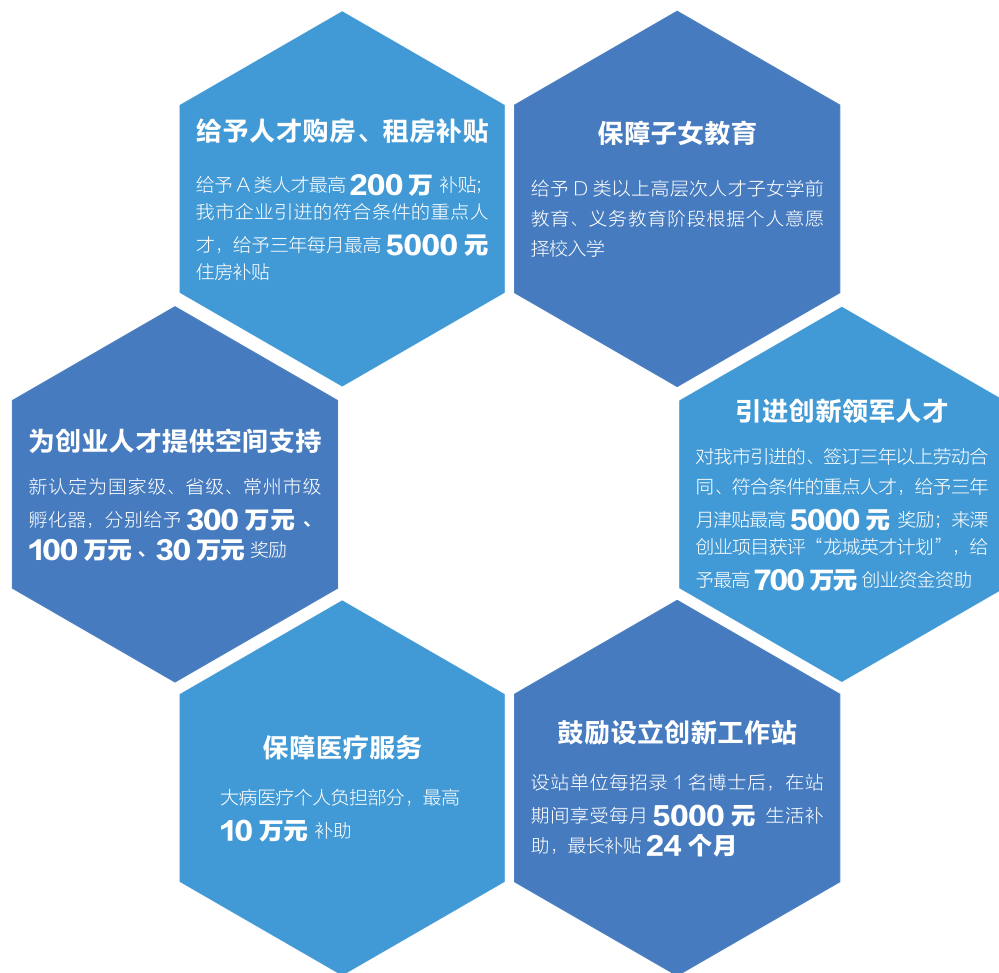 给予人才购房、租房补贴
给予 A 类人才最高 200 万 补贴;
我市企业引进的符合条件的重点人
才，给予三年每月最高 5000 元
住房补贴
保障子女教育
给予 D 类以上高层次人才子女学前
教育、义务教育阶段根据个人意愿
择校入学
为创业人才提供空间支持
新认定为国家级、省级、常州市级
孵化器，分别给予 300 万元 、
100 万元 、30 万元 奖励
引进创新领军人才
对我市引进的、签订三年以上劳动合
同、符合条件的重点人才，给予三年
月津贴最高 5000 元 奖励；来溧
创业项目获评“龙城英才计划”，给
予最高 700 万元 创业资金资助
保障医疗服务
大病医疗个人负担部分，最高
10 万元 补助
鼓励设立创新工作站
设站单位每招录 1 名博士后，在站
期间享受每月 5000 元 生活补
助，最长补贴 24 个月